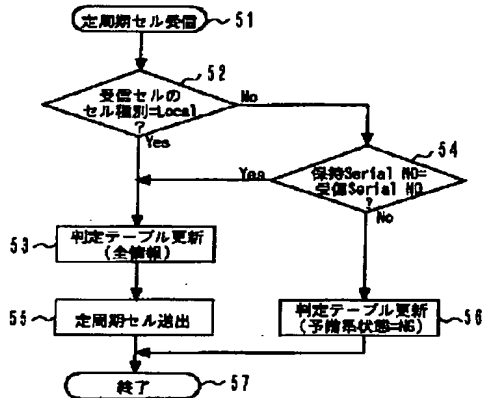 定周期セル受信
51
52
受信セルの
セル種別=Local
?
No
Yes
54
保持Serial NO=
受信Serial NO
?
Yes
No
53
判定テーブル更新
(全情報)
55
定周期セル送出
判定テーブル更新
(予備系状態=NG)
56
終了
57